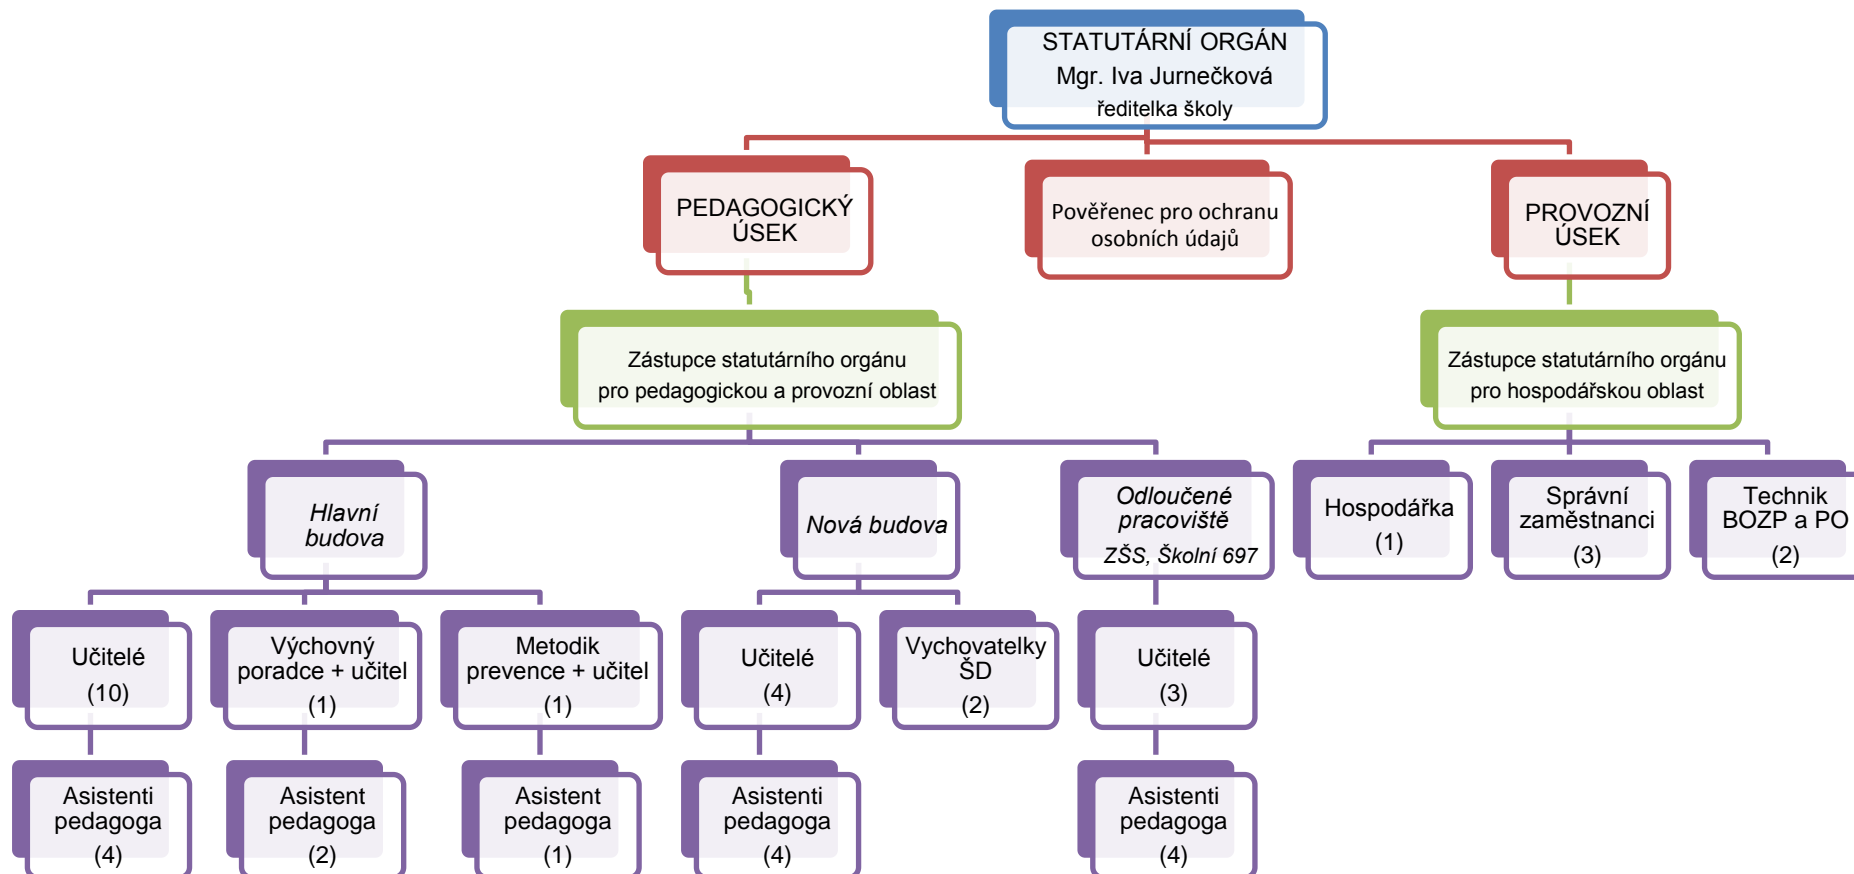 STATUTÁRNÍ ORGÁN
Mgr. Iva Jurnečková
ředitelka školy
PEDAGOGICKÝ
ÚSEK
Pověřenec pro ochranu
osobních údajů
PROVOZNÍ
ÚSEK
Zástupce statutárního orgánu
pro pedagogickou a provozní oblast
Zástupce statutárního orgánu
pro hospodářskou oblast
Hlavní
budova
Nová budova
Odloučené
pracoviště
ZŠS, Školní 697
Hospodářka
(1)
Správní
zaměstnanci
(3)
Technik
BOZP a PO
(2)
Učitelé
(10)
Výchovný
poradce + učitel
(1)
Metodik
prevence + učitel
(1)
Učitelé
(4)
Vychovatelky
ŠD
(2)
Učitelé
(3)
Asistenti
pedagoga
(4)
Asistent
pedagoga
(2)
Asistent
pedagoga
(1)
Asistenti
pedagoga
(4)
Asistenti
pedagoga
(4)